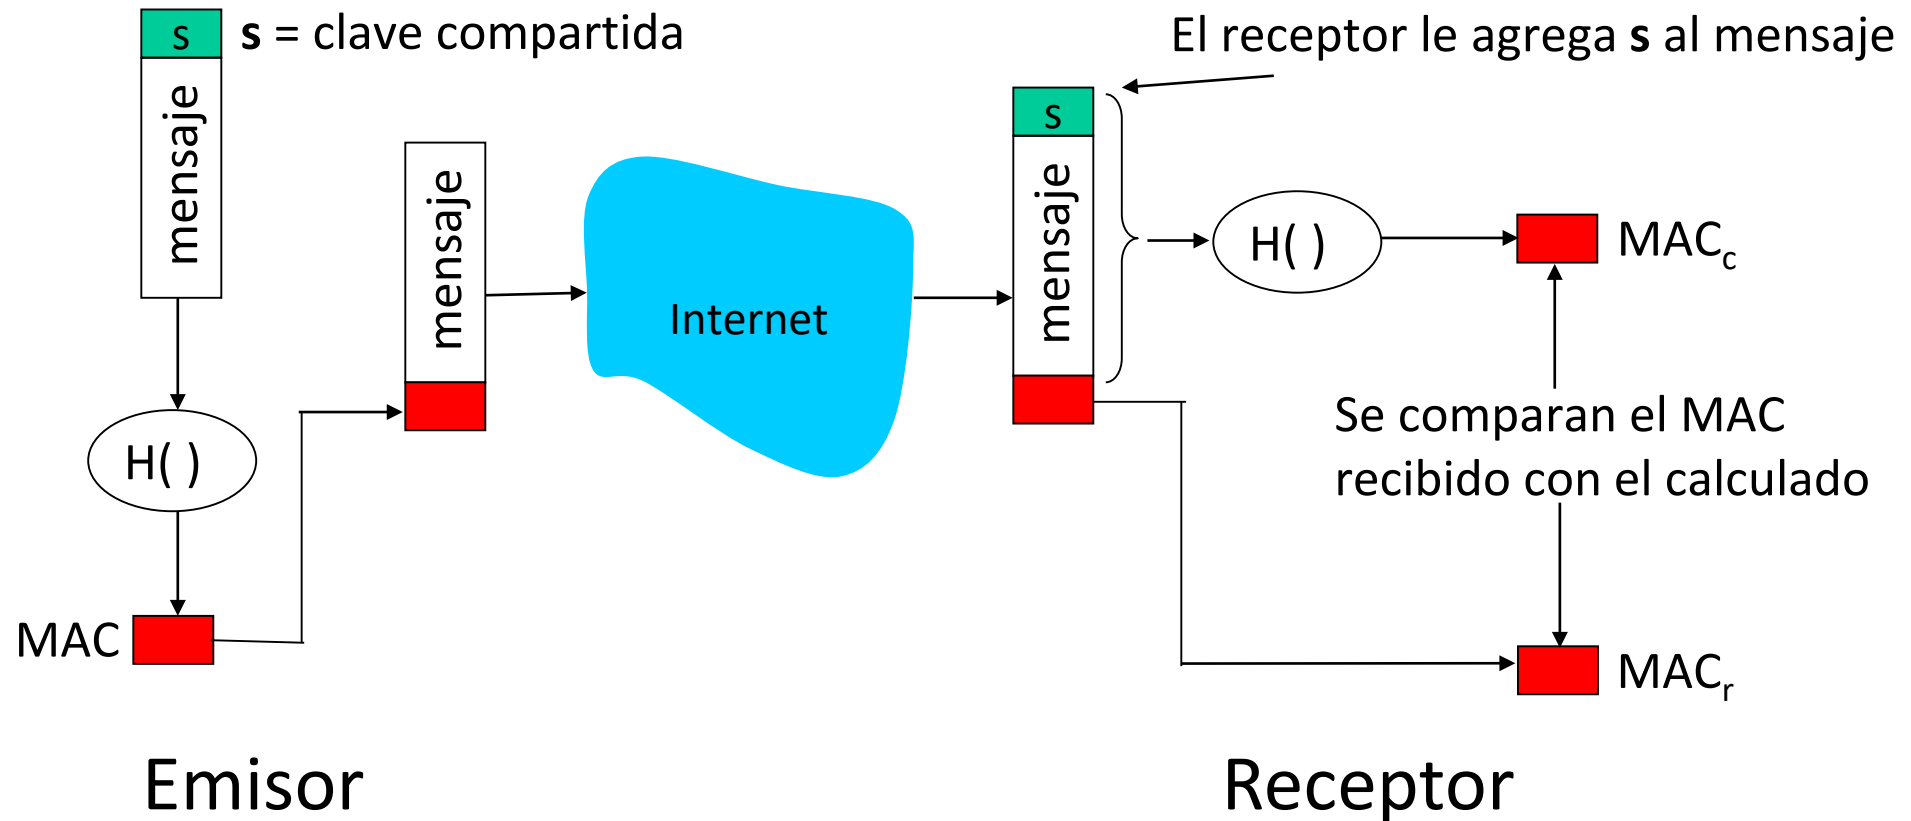 s
s = clave compartida
El receptor le agrega s al mensaje
mensaje
mensaje
s
mensaje
H( )
MACc
Internet
Se comparan el MAC
recibido con el calculado
H( )
MAC
MACr
Emisor
Receptor